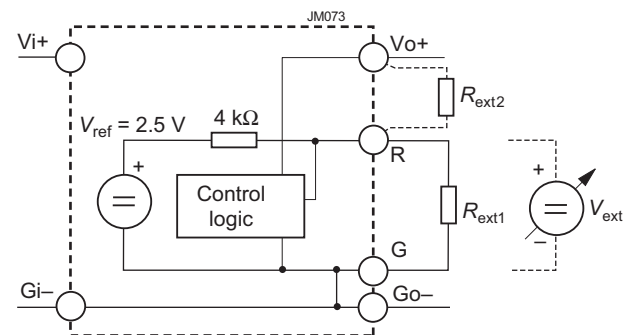 JM073
Vi+
Vo+
Rext2
Vref = 2.5 V
4 kΩ
R
+
+
Control
logic
Rext1
Vext
–
G
Gi–
Go–